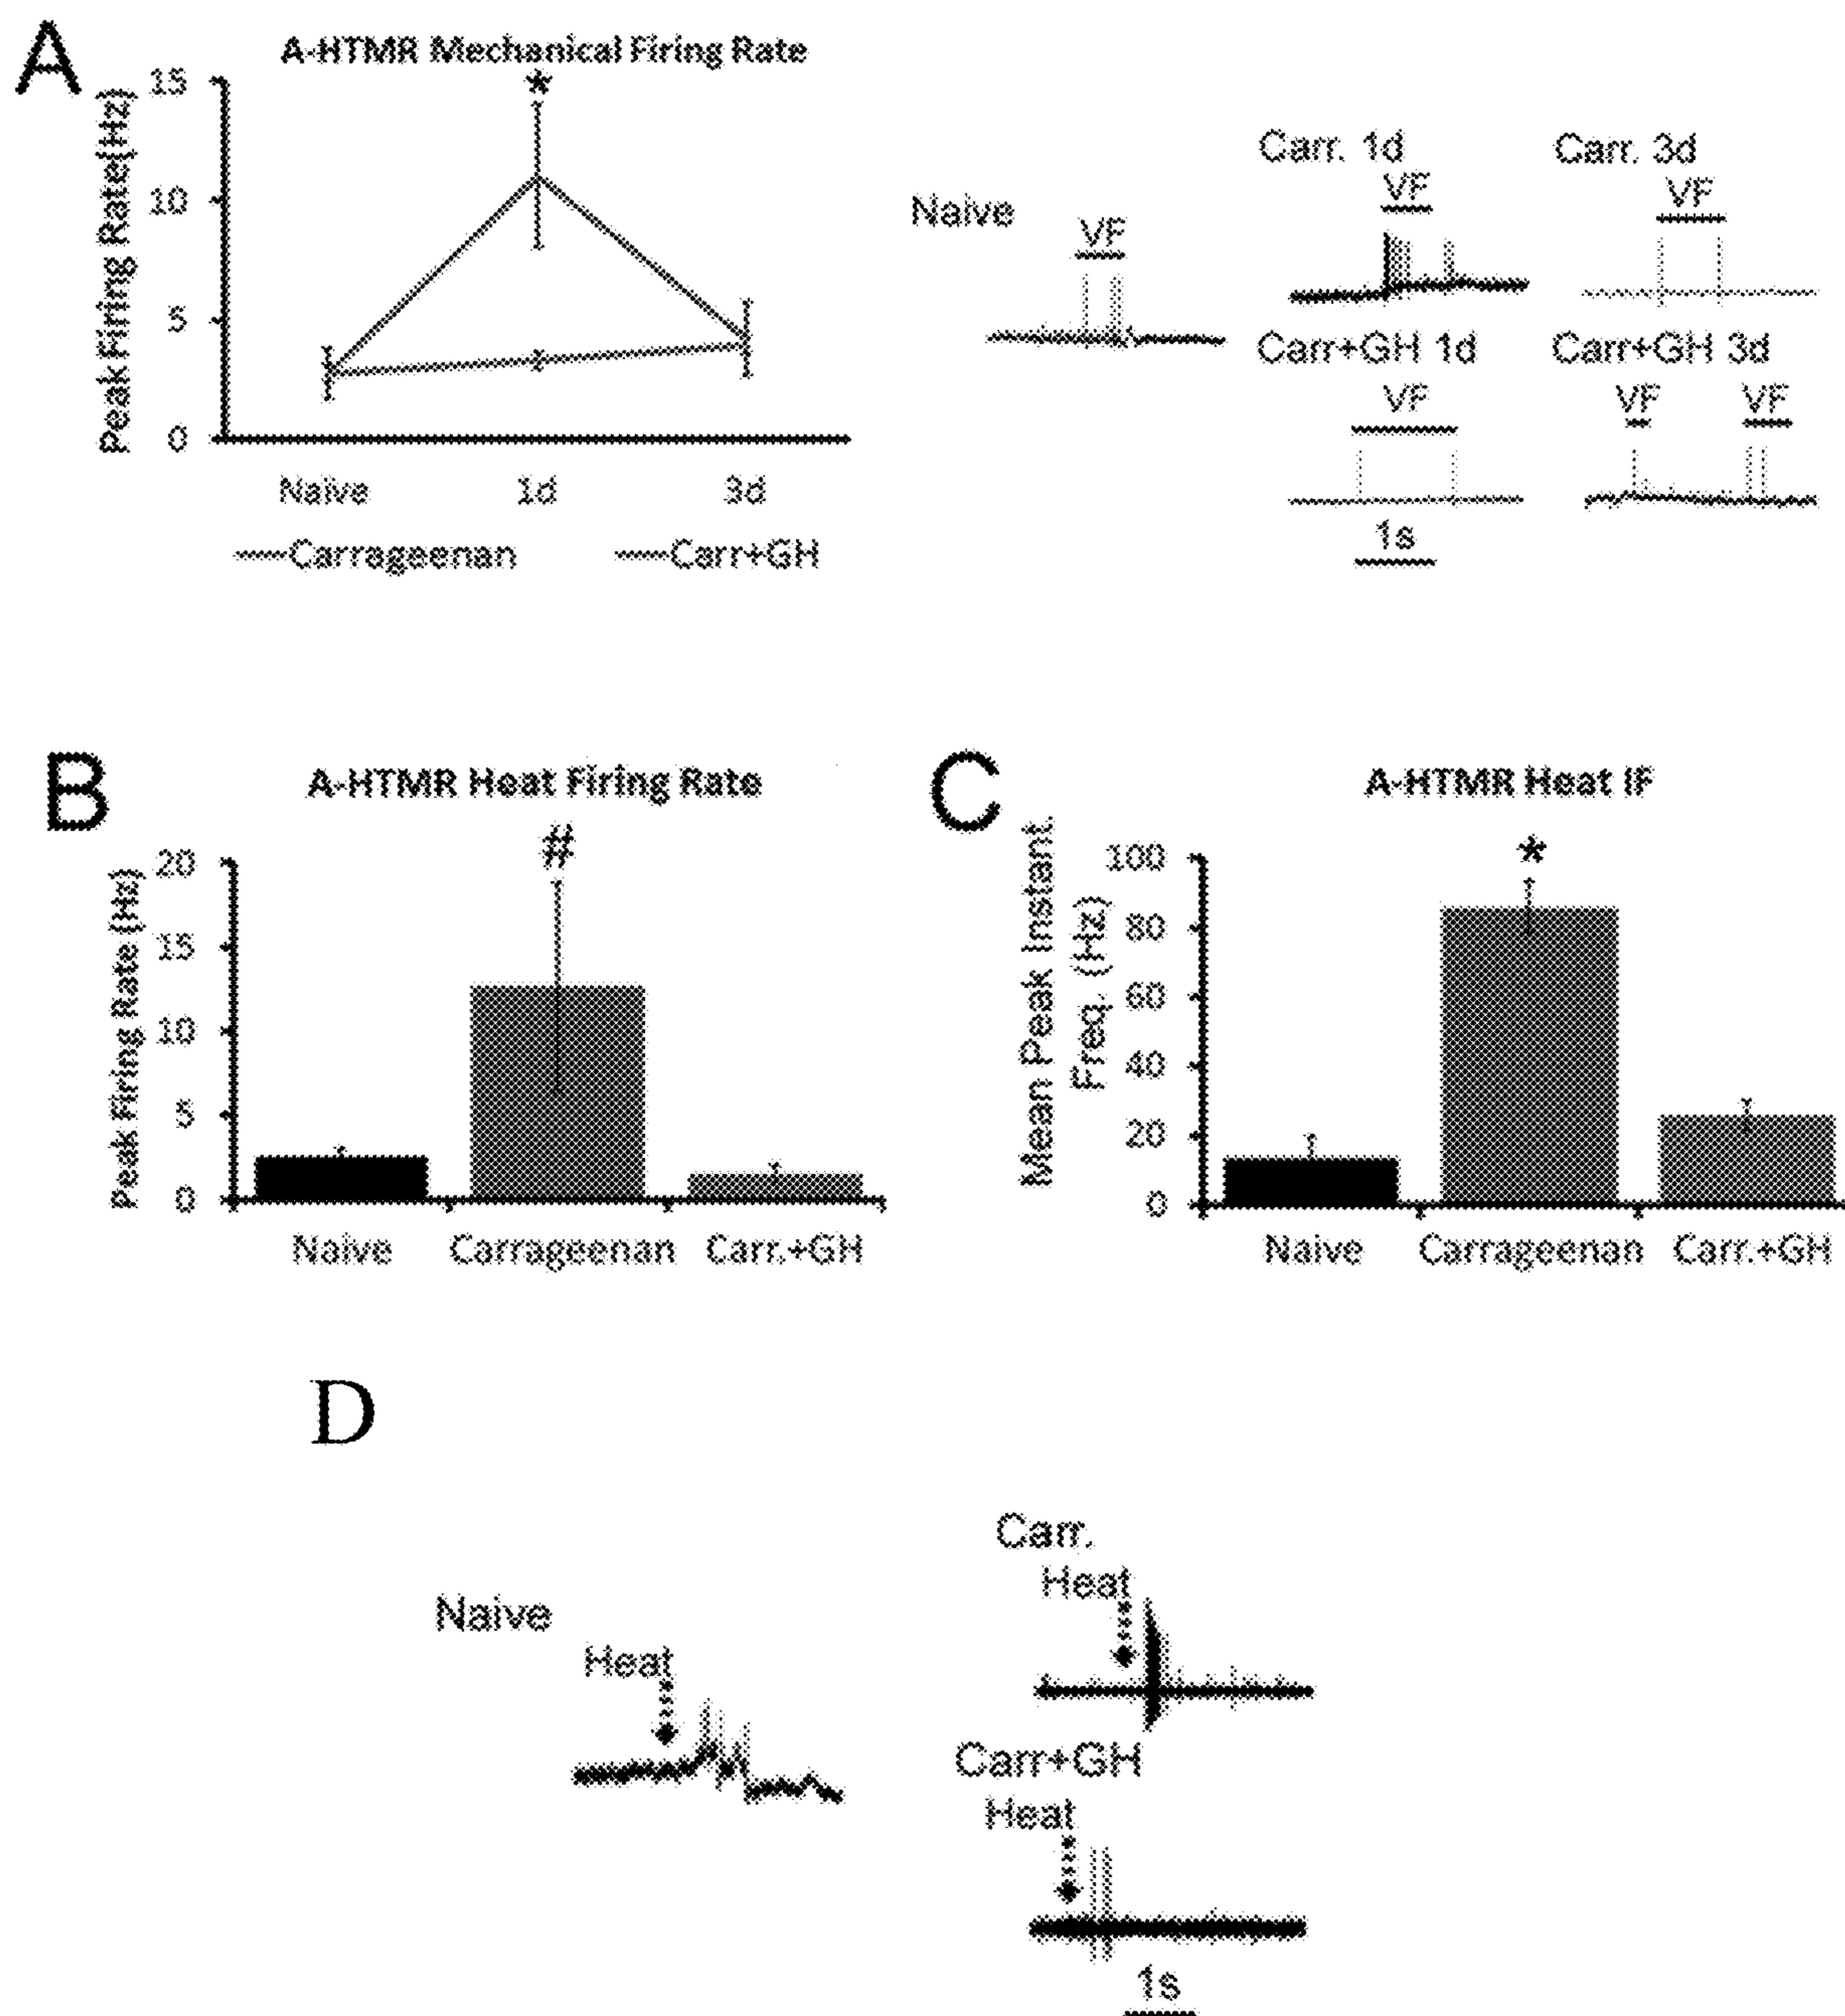 A
A-HTMR Mechanical Firing Rate
*
Peak Firing Rate(Hz)
15
10
5
0
Naive 1d 3d
Carrageenan Carr+GH
Naive
VF
Carr. 1d
VF
Carr. 3d
VF
Carr+GH 1d
VF
Carr+GH 3d
VF VF
1s
B
A-HTMR Heat Firing Rate
#
Peak Firing Rate (Hz)
20
15
10
5
0
Naive Carrageenan Carr.+GH
C
A-HTMR Heat IF
*
Mean Peak Instant.
Freq. (Hz)
100
80
60
40
20
0
Naive Carrageenan Carr.+GH
D
Naive
Heat
Carr.
Heat
Carr+GH
Heat
1s